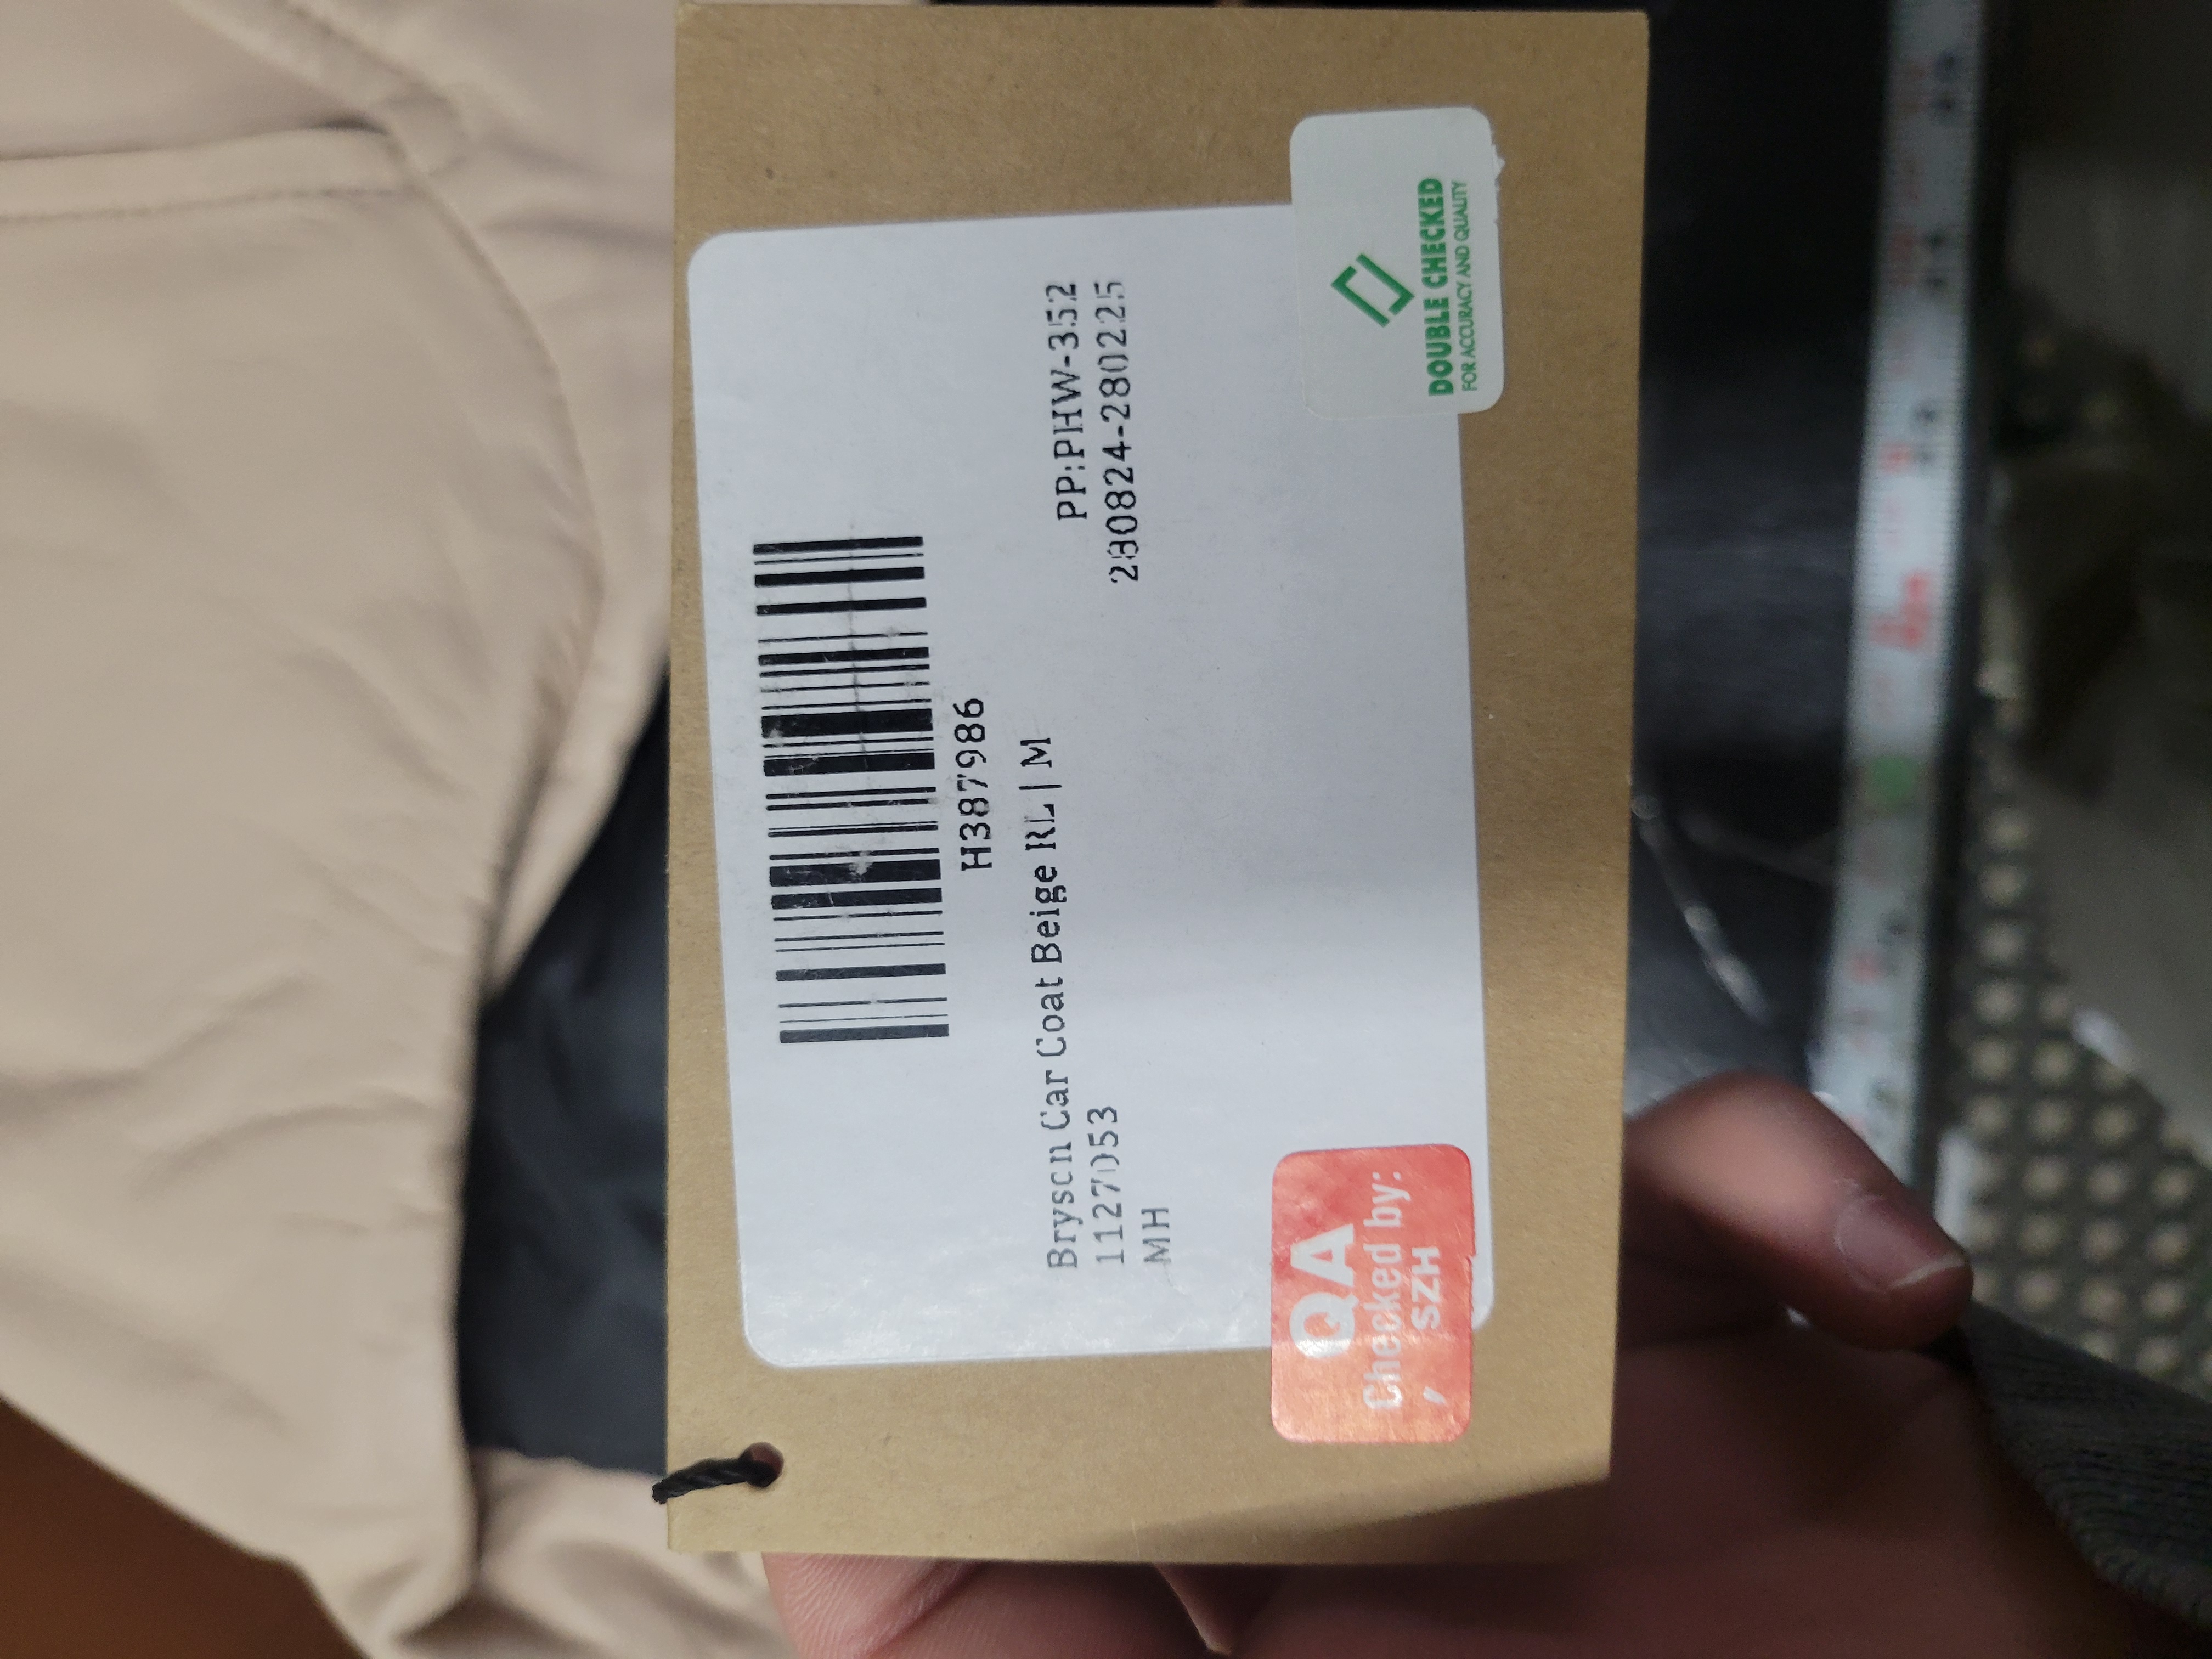 H387986
Bryson Car Coat Beige RL | M
1127053
PP:PHW-352
MH
280824-280225
QA
Checked by:
, SZH
DOUBLE CHECKED
FOR ACCURACY AND QUALITY